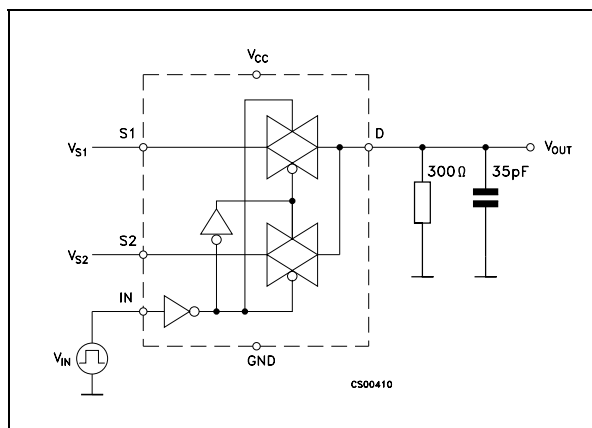 VCC
S1
D
VS1
VOUT
300Ω
35pF
S2
VS2
IN
VIN
GND
CS00410